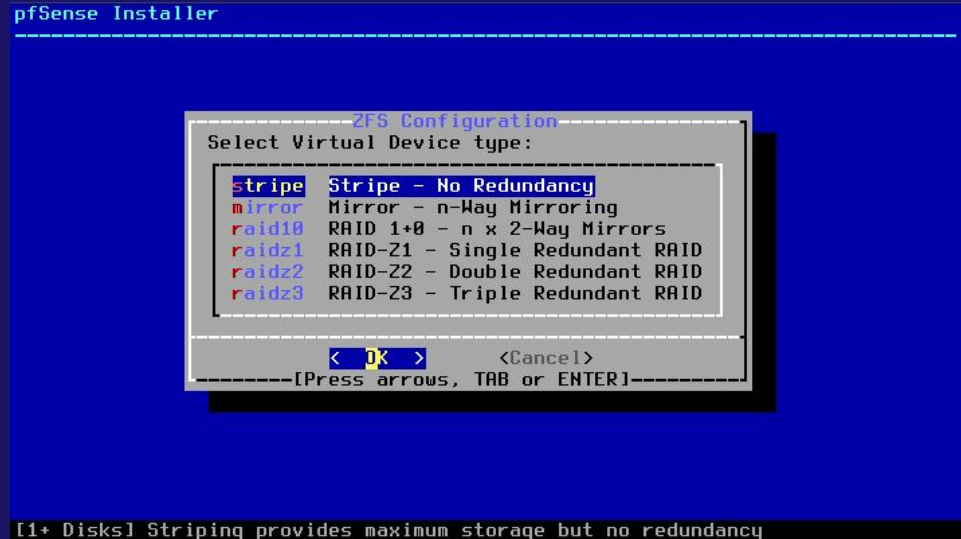 pfSense Installer
ZFS Configuration
Select Virtual Device type:
stripe Stripe - No Redundancy
mirror Mirror - n-Way Mirroring
raid10 RAID 1+0 - n x 2-Way Mirrors
raidz1 RAID-Z1 - Single Redundant RAID
raidz2 RAID-Z2 - Double Redundant RAID
raidz3 RAID-Z3 - Triple Redundant RAID
< OK > <Cancel>
[Press arrows, TAB or ENTER]
[1+ Disks] Striping provides maximum storage but no redundancy